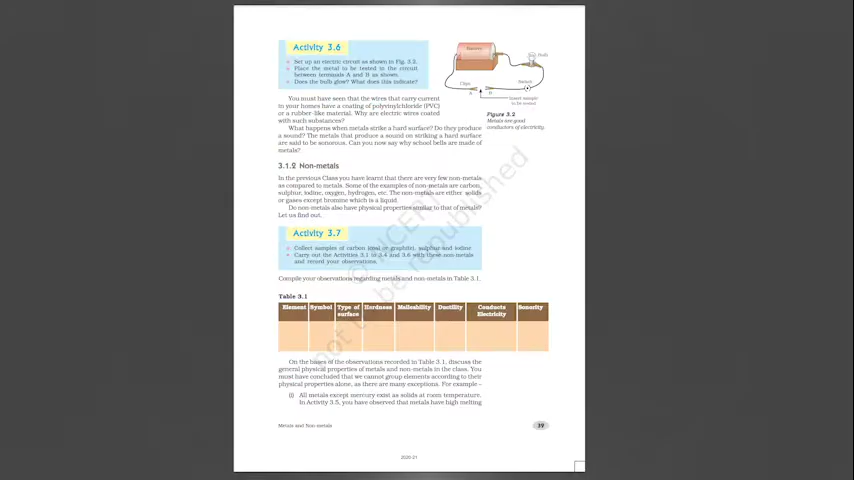 Activity 3.6
Set up an electric circuit as shown in Fig. 3.2.
Place the metal to be tested in the circuit
between terminals A and B as shown.
Does the bulb glow? What does this indicate?
Battery
Bulb
Clips
Switch
A
B
Insert sample
to be tested
Figure 3.2
Metals are good
conductors of electricity.
You must have seen that the wires that carry current
in your homes have a coating of polyvinylchloride (PVC)
or a rubber-like material. Why are electric wires coated
with such substances?
What happens when metals strike a hard surface? Do they produce
a sound? The metals that produce a sound on striking a hard surface
are said to be sonorous. Can you now say why school bells are made of
metals?
3.1.2 Non-metals
In the previous Class you have learnt that there are very few non-metals
as compared to metals. Some of the examples of non-metals are carbon,
sulphur, iodine, oxygen, hydrogen, etc. The non-metals are either solids
or gases except bromine which is a liquid.
Do non-metals also have physical properties similar to that of metals?
Let us find out.
Activity 3.7
Collect samples of carbon (coal or graphite), sulphur and iodine.
Carry out the Activities 3.1 to 3.4 and 3.6 with these non-metals
and record your observations.
Compile your observations regarding metals and non-metals in Table 3.1.
Table 3.1
Element Symbol Type of surface Hardness Malleability Ductility Conducts Electricity Sonority
On the bases of the observations recorded in Table 3.1, discuss the
general physical properties of metals and non-metals in the class. You
must have concluded that we cannot group elements according to their
physical properties alone, as there are many exceptions. For example –
(i) All metals except mercury exist as solids at room temperature.
In Activity 3.5, you have observed that metals have high melting
Metals and Non-metals
39
2020-21
© NCERT
not to be republished